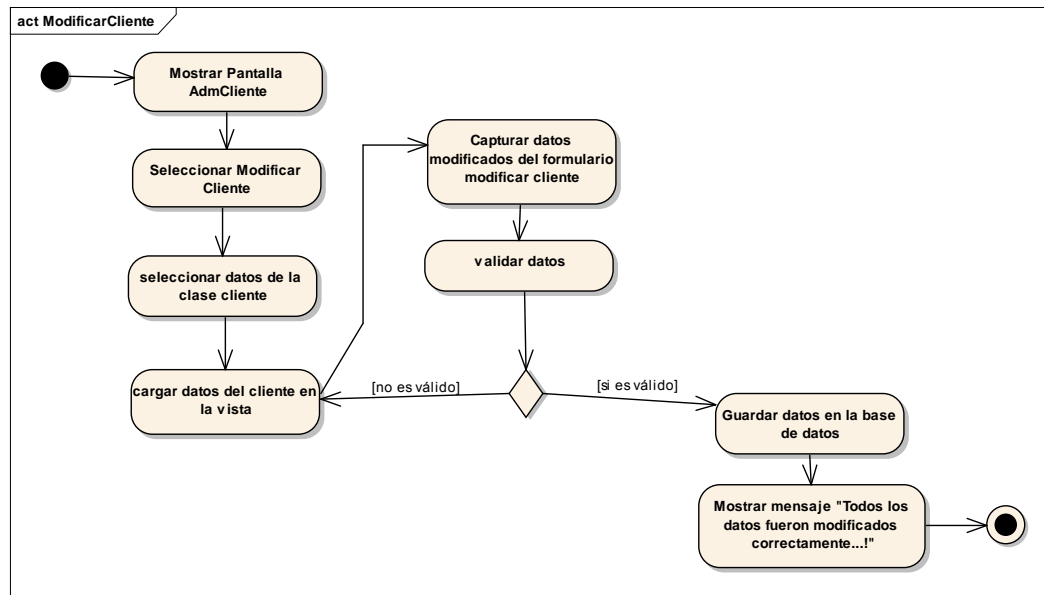 act ModificarCliente
Mostrar Pantalla
AdmCliente
Seleccionar Modificar
Cliente
seleccionar datos de la
clase cliente
cargar datos del cliente en
la vista
Capturar datos
modificados del formulario
modificar cliente
validar datos
[no es válido]
[si es válido]
Guardar datos en la base
de datos
Mostrar mensaje "Todos los
datos fueron modificados
correctamente...!"